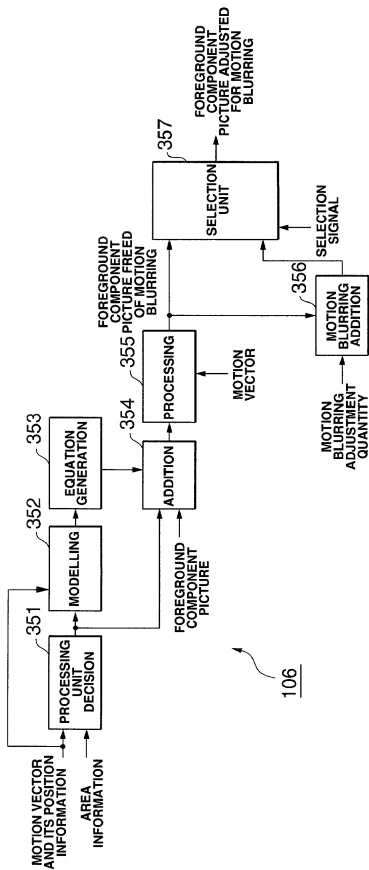 MOTION VECTOR
AND ITS POSITION
INFORMATION
AREA
INFORMATION
351
PROCESSING
UNIT
DECISION
352
MODELLING
353
EQUATION
GENERATION
FOREGROUND
COMPONENT
PICTURE
354
ADDITION
355
PROCESSING
MOTION
VECTOR
FOREGROUND
COMPONENT
PICTURE FREED
OF MOTION
BLURRING
MOTION
BLURRING
ADJUSTMENT
QUANTITY
356
MOTION
BLURRING
ADDITION
357
SELECTION
UNIT
SELECTION
SIGNAL
FOREGROUND
COMPONENT
PICTURE ADJUSTED
FOR MOTION
BLURRING
106